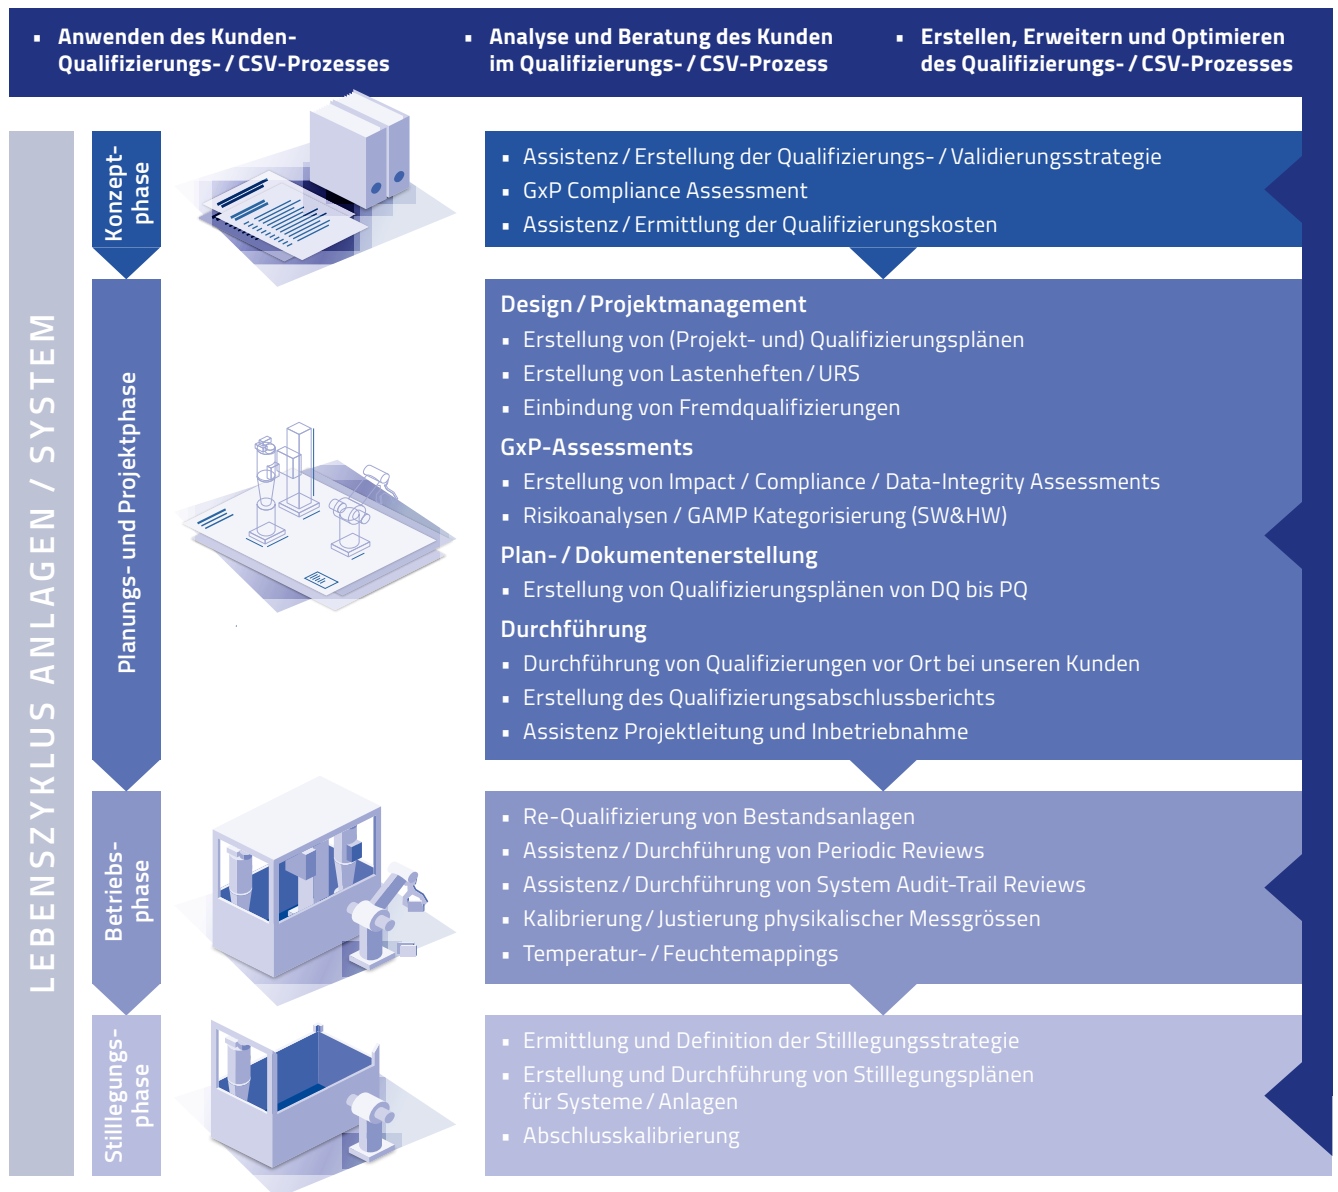 ▪ Anwenden des Kunden-
Qualifizierungs- / CSV-Prozesses
▪ Analyse und Beratung des Kunden
im Qualifizierungs- / CSV-Prozess
▪ Erstellen, Erweitern und Optimieren
des Qualifizierungs- / CSV-Prozesses
LEBENSZYKLUS ANLAGEN / SYSTEM
Konzept-
phase
▪ Assistenz / Erstellung der Qualifizierungs- / Validierungsstrategie
▪ GxP Compliance Assessment
▪ Assistenz / Ermittlung der Qualifizierungskosten
Planungs- und Projektphase
Design / Projektmanagement
▪ Erstellung von (Projekt- und) Qualifizierungsplänen
▪ Erstellung von Lastenheften / URS
▪ Einbindung von Fremdqualifizierungen
GxP-Assessments
▪ Erstellung von Impact / Compliance / Data-Integrity Assessments
▪ Risikoanalysen / GAMP Kategorisierung (SW&HW)
Plan- / Dokumentenerstellung
▪ Erstellung von Qualifizierungsplänen von DQ bis PQ
Durchführung
▪ Durchführung von Qualifizierungen vor Ort bei unseren Kunden
▪ Erstellung des Qualifizierungsabschlussberichts
▪ Assistenz Projektleitung und Inbetriebnahme
Betriebs-
phase
▪ Re-Qualifizierung von Bestandsanlagen
▪ Assistenz / Durchführung von Periodic Reviews
▪ Assistenz / Durchführung von System Audit-Trail Reviews
▪ Kalibrierung / Justierung physikalischer Messgrössen
▪ Temperatur- / Feuchtemappings
Stilllegungs-
phase
▪ Ermittlung und Definition der Stilllegungsstrategie
▪ Erstellung und Durchführung von Stilllegungsplänen
für Systeme / Anlagen
▪ Abschlusskalibrierung